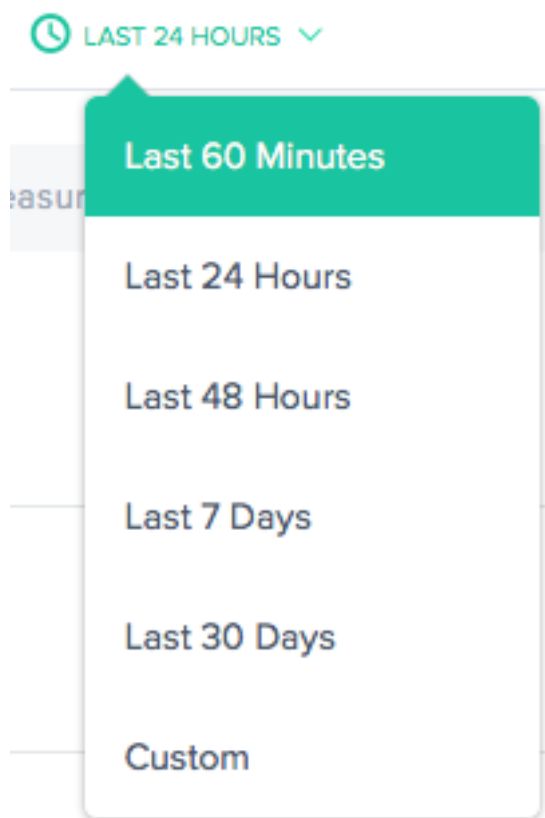 LAST 24 HOURS
Last 60 Minutes
Last 24 Hours
Last 48 Hours
Last 7 Days
Last 30 Days
Custom